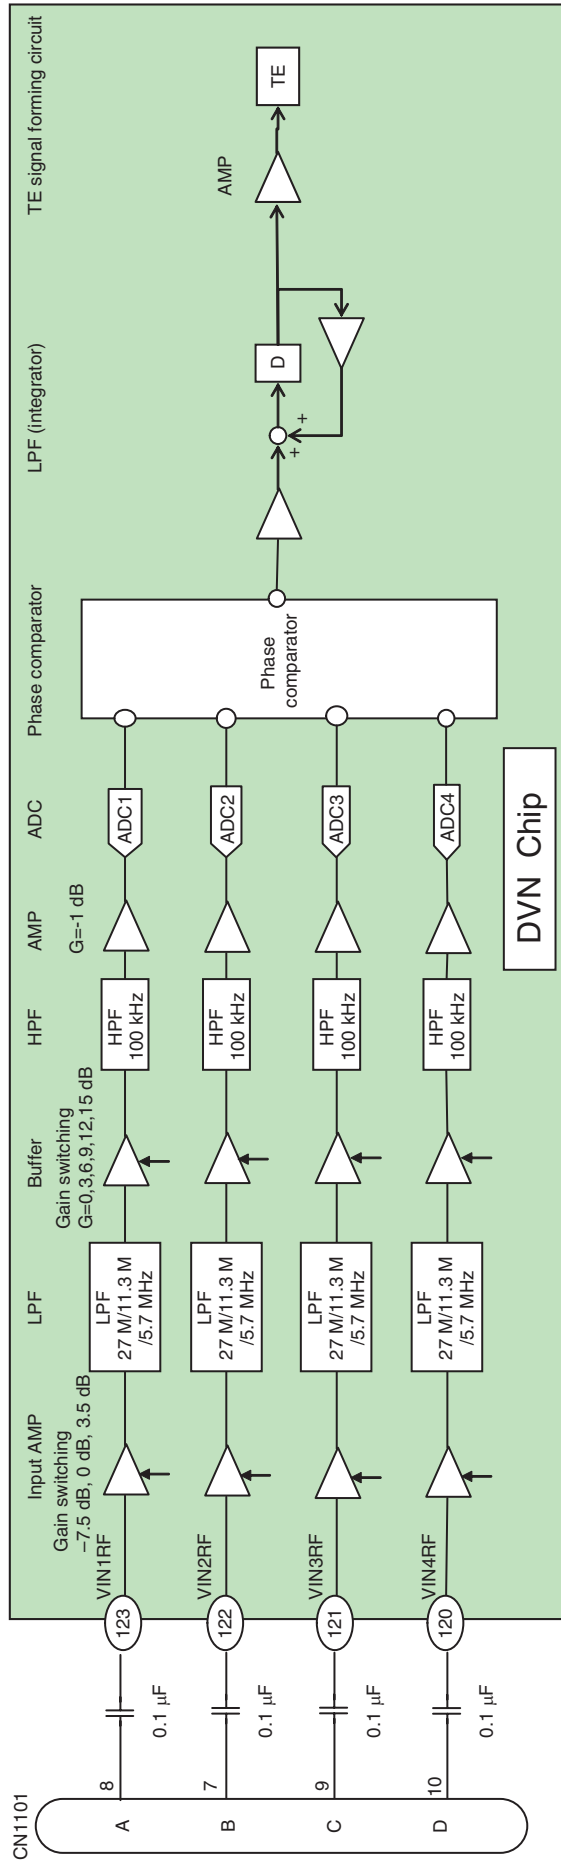 CN1101
A
B
C
D
8
7
9
10
0.1 µF
0.1 µF
0.1 µF
0.1 µF
123
122
121
120
VIN1RF
VIN2RF
VIN3RF
VIN4RF
Input AMP
Gain switching
−7.5 dB, 0 dB, 3.5 dB
LPF
LPF
27 M/11.3 M
/5.7 MHz
LPF
27 M/11.3 M
/5.7 MHz
LPF
27 M/11.3 M
/5.7 MHz
LPF
27 M/11.3 M
/5.7 MHz
Buffer
Gain switching
G=0,3,6,9,12,15 dB
HPF
HPF
100 kHz
HPF
100 kHz
HPF
100 kHz
HPF
100 kHz
AMP
G=-1 dB
ADC
ADC1
ADC2
ADC3
ADC4
DVN Chip
Phase comparator
Phase
comparator
LPF (integrator)
+
+
D
TE signal forming circuit
AMP
TE